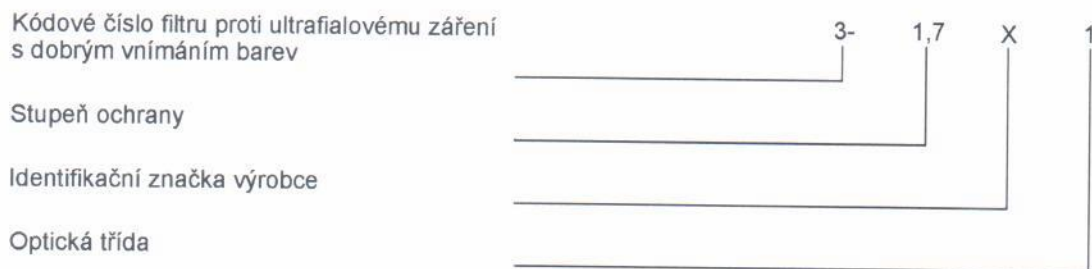 Kódové číslo filtru proti ultrafialovému záření
s dobrým vnímáním barev
3- 1,7 X 1
Stupeň ochrany
Identifikační značka výrobce
Optická třída